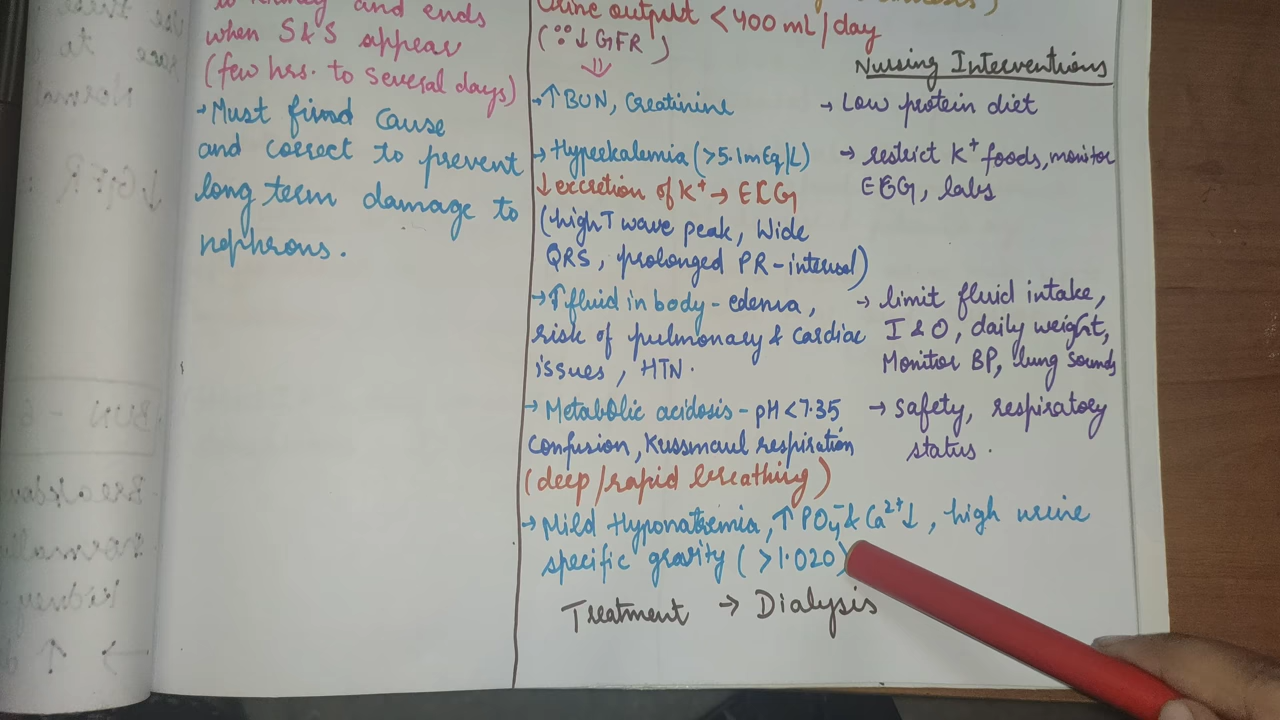 to kidney and ends
when S&S appear
(few hrs. to several days)
→ Must find cause
and correct to prevent
long term damage to
nephrons.
Urine output < 400 mL/day
(∵ ↓ GFR)
⇓
→ ↑ BUN, Creatinine
→ Hyperkalemia (>5.1mEq/L)
↓ excretion of K+ → ECG
(high T wave peak, Wide
QRS, prolonged PR-interval)
→ ↑ fluid in body - edema,
risk of pulmonary & cardiac
issues, HTN.
→ Metabolic acidosis - pH < 7.35
confusion, Kussmaul respiration
(deep/rapid breathing)
→ Mild Hyponatremia, ↑ PO4- & Ca2+ ↓, high urine
specific gravity (>1.020)
Treatment → Dialysis
Nursing Interventions
→ Low protein diet
→ restrict K+ foods, monitor
ECG, labs
→ limit fluid intake,
I & O, daily weight,
Monitor BP, lung sounds
→ safety, respiratory
status.